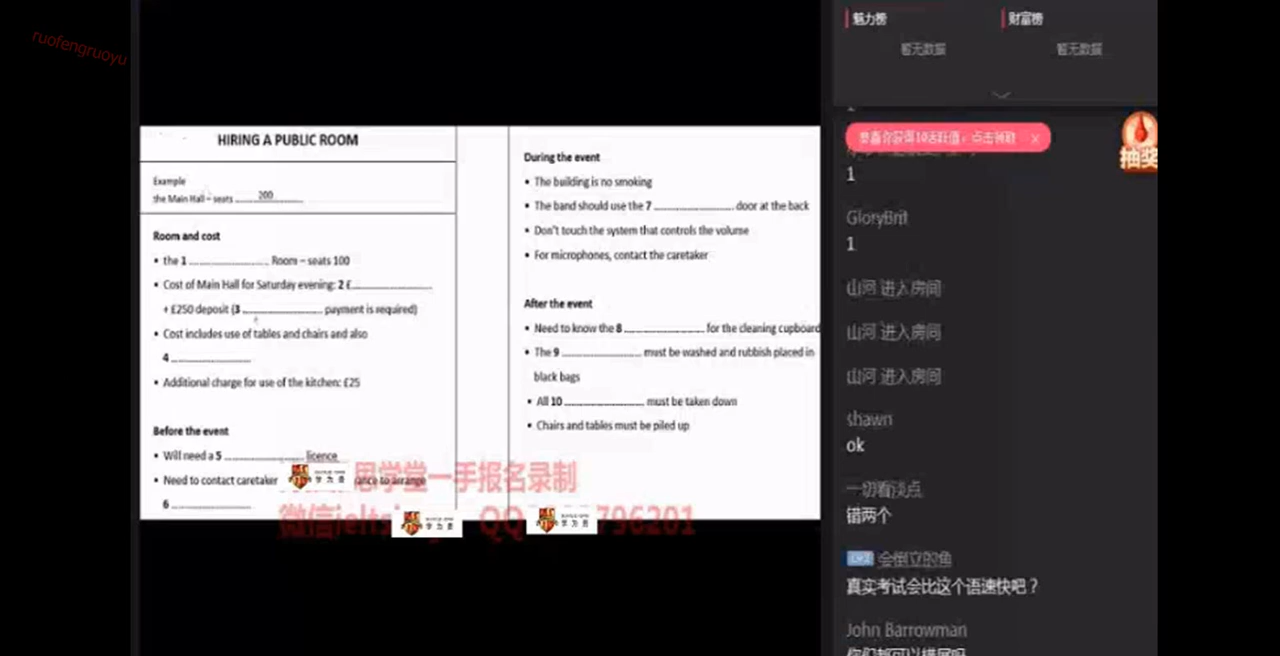 ruofengruoyu
HIRING A PUBLIC ROOM
Example
the Main Hall – seats 200
Room and cost
• the 1 Room – seats 100
• Cost of Main Hall for Saturday evening: 2 £
+ £250 deposit (3 payment is required)
• Cost includes use of tables and chairs and also
4
• Additional charge for use of the kitchen: £25
Before the event
• Will need a 5 licence
• Need to contact caretaker ance to arrange
6
During the event
• The building is no smoking
• The band should use the 7 door at the back
• Don't touch the system that controls the volume
• For microphones, contact the caretaker
After the event
• Need to know the 8 for the cleaning cupboard
• The 9 must be washed and rubbish placed in
black bags
• All 10 must be taken down
• Chairs and tables must be piled up
思学堂一手报名录制
796201
魅力榜
财富榜
暂无数据
暂无数据
点击领取
抽奖
1
GloryBrit
1
山河 进入房间
山河 进入房间
山河 进入房间
shawn
ok
一切看淡点
错两个
会倒立的鱼
真实考试会比这个语速快吧？
John Barrowman